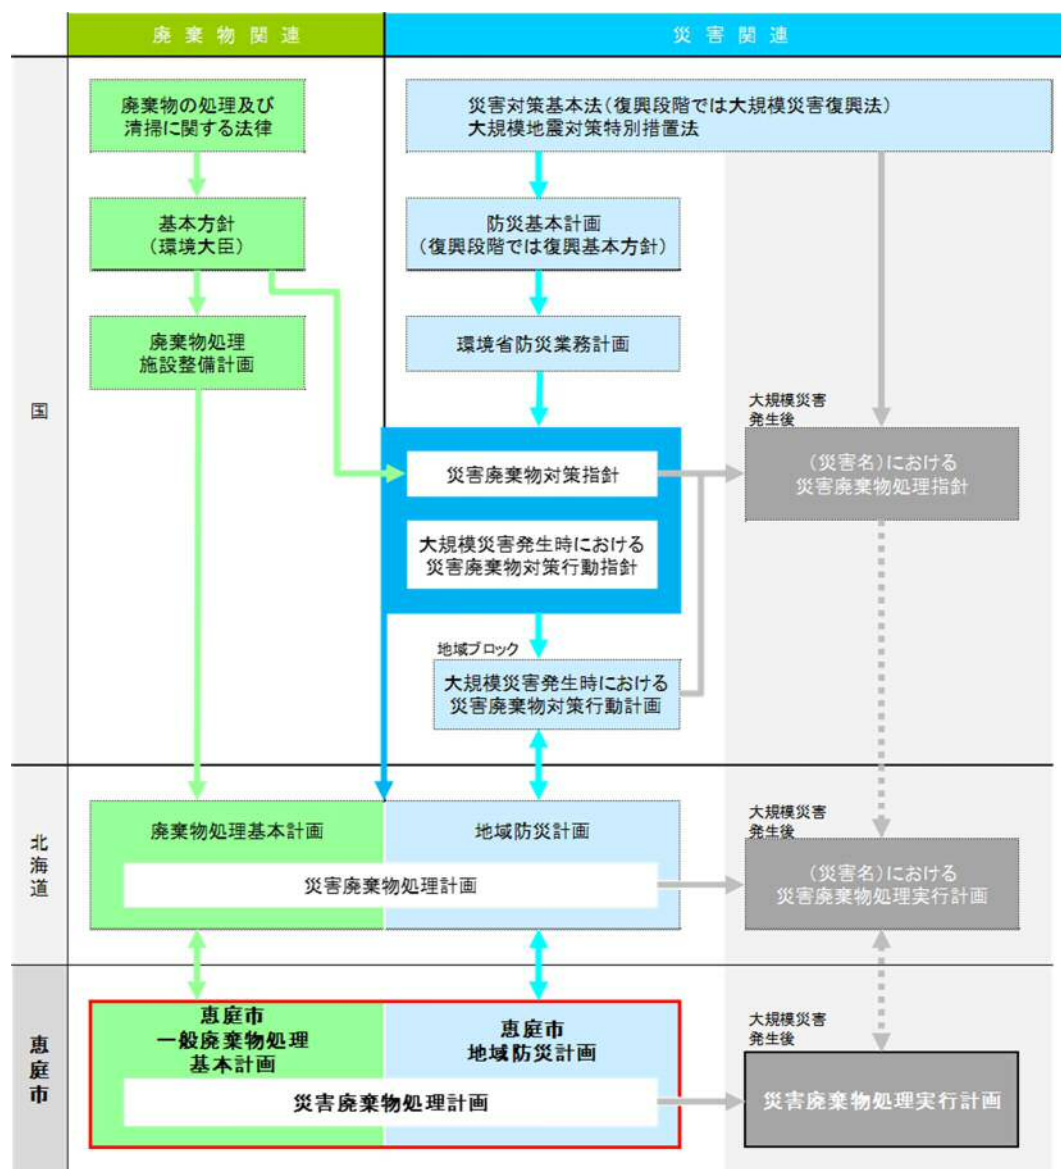 廃棄物関連
災害関連
国
廃棄物の処理及び
清掃に関する法律
災害対策基本法(復興段階では大規模災害復興法)
大規模地震対策特別措置法
基本方針
(環境大臣)
防災基本計画
(復興段階では復興基本方針)
廃棄物処理
施設整備計画
環境省防災業務計画
大規模災害
発生後
災害廃棄物対策指針
(災害名)における
災害廃棄物処理指針
大規模災害発生時における
災害廃棄物対策行動指針
地域ブロック
大規模災害発生時における
災害廃棄物対策行動計画
北海道
廃棄物処理基本計画
地域防災計画
災害廃棄物処理計画
大規模災害
発生後
(災害名)における
災害廃棄物処理実行計画
恵庭市
恵庭市
一般廃棄物処理
基本計画
恵庭市
地域防災計画
災害廃棄物処理計画
大規模災害
発生後
災害廃棄物処理実行計画